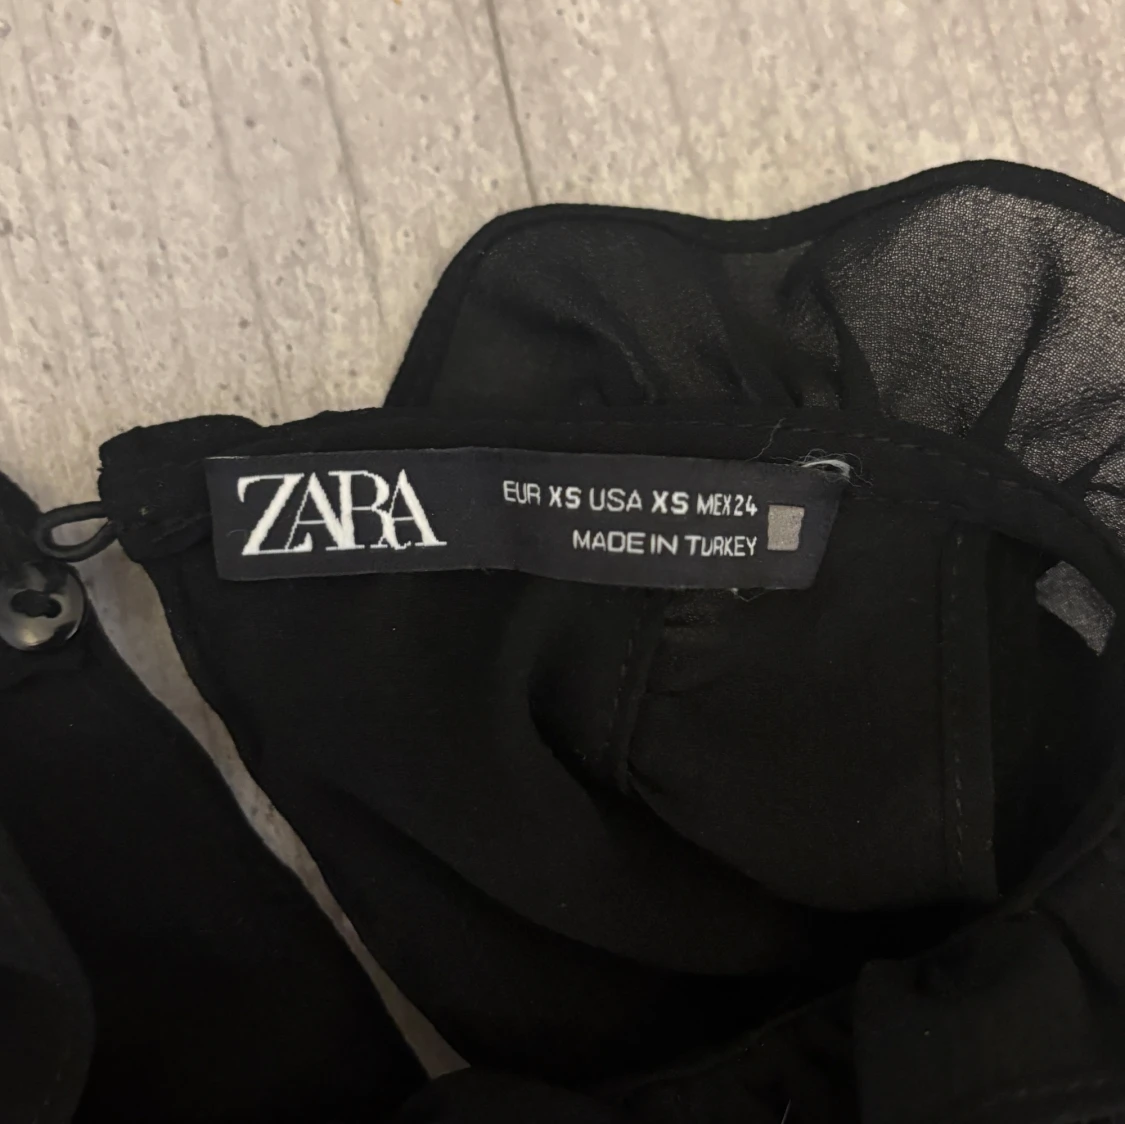 ZARA
EUR XS USA XS MEX 24
MADE IN TURKEY